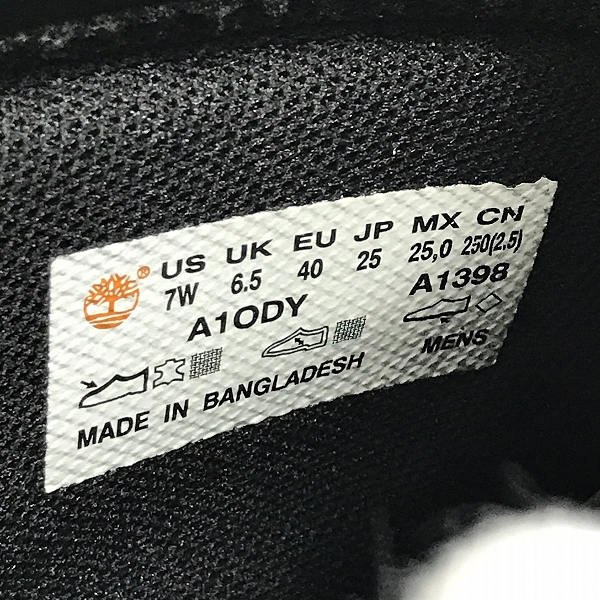 ® US UK EU JP MX CN
7W 6.5 40 25 25,0 250(2.5)
A1ODY A1398
MADE IN BANGLADESH MENS